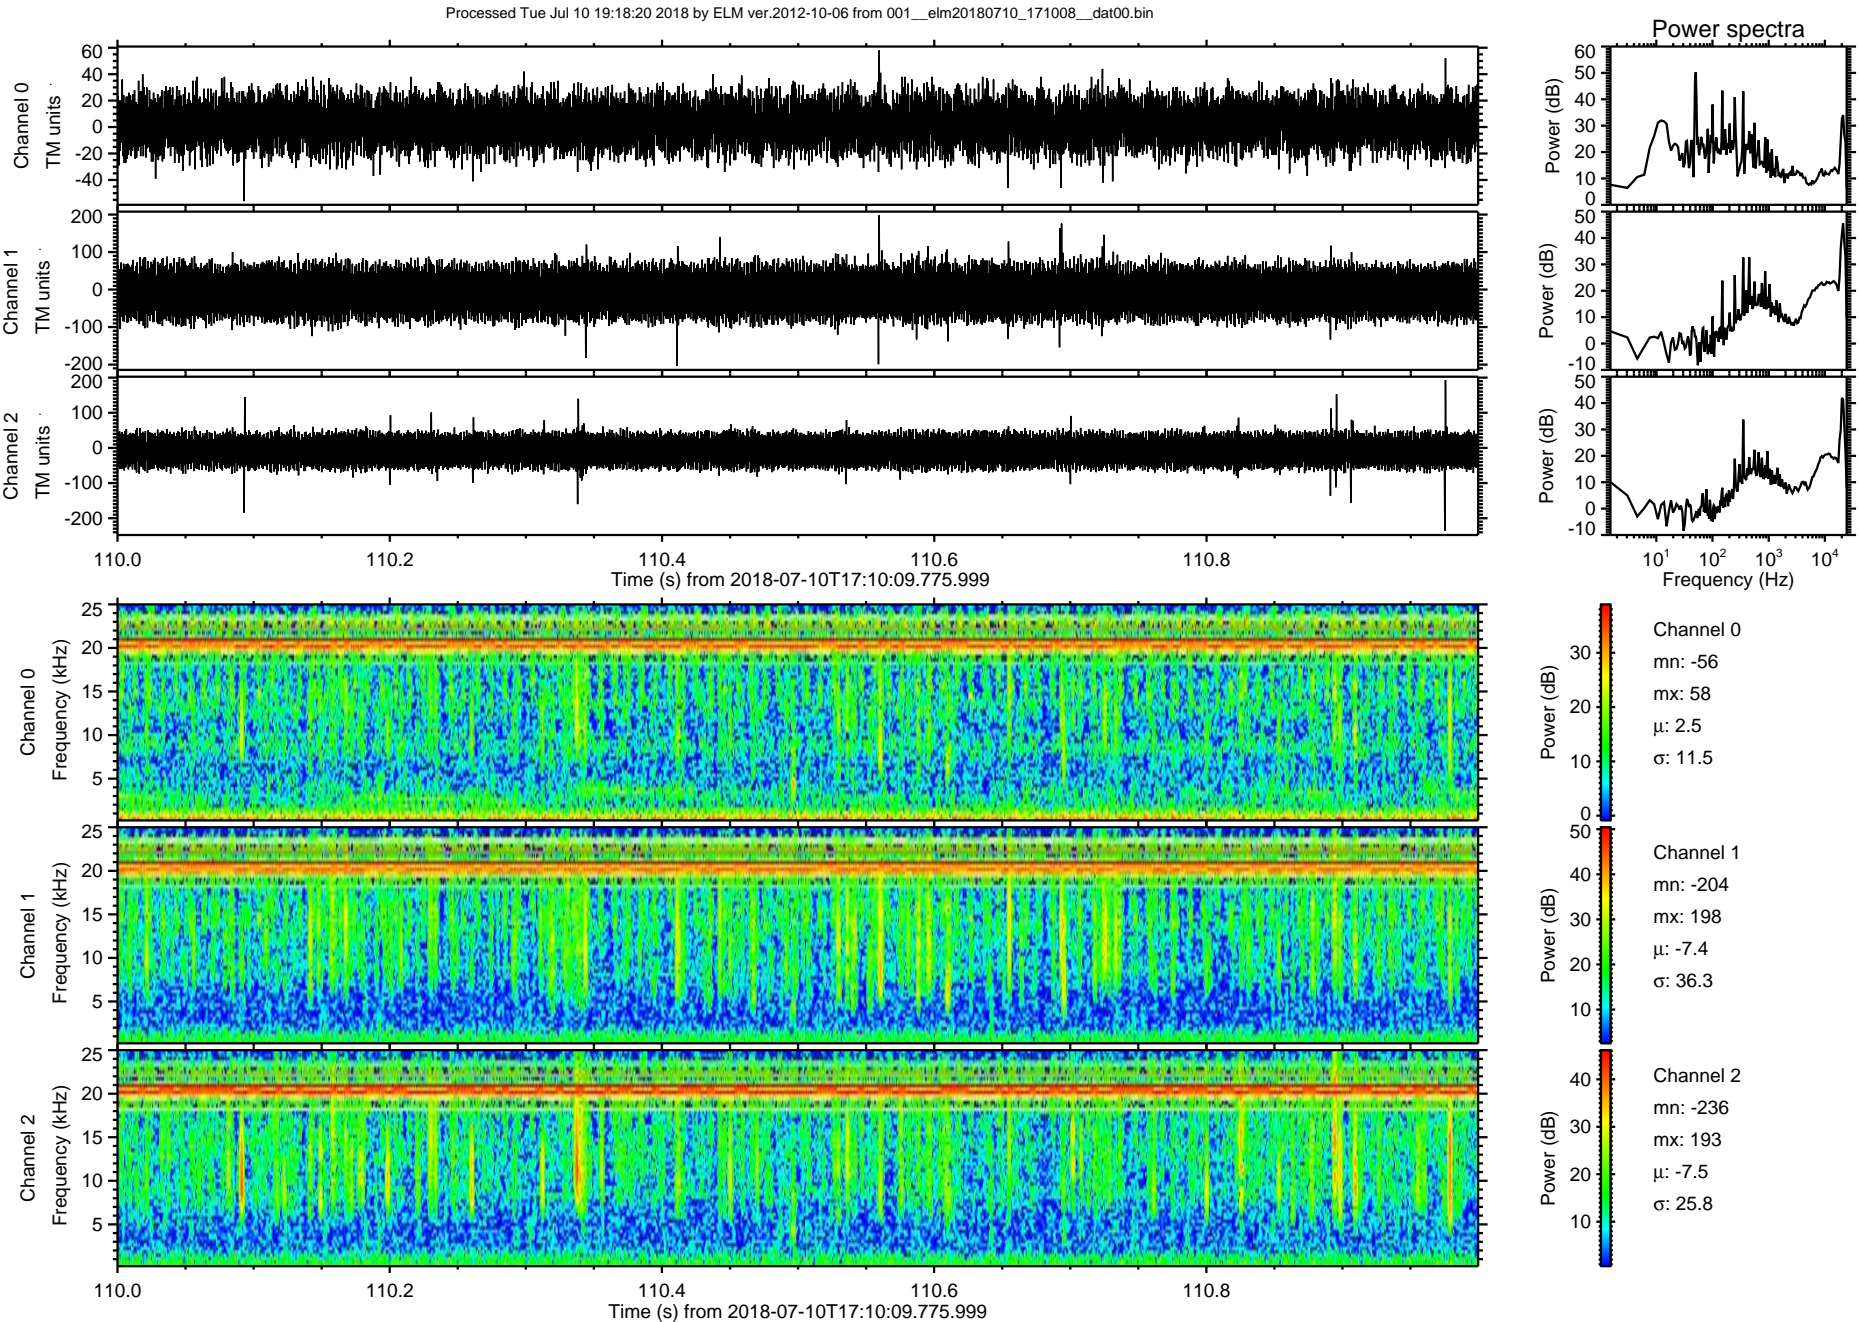 Processed Tue Jul 10 19:18:20 2018 by ELM ver.2012-10-06 from 001__elm20180710_171008__dat00.bin
Power spectra
Channel 0
TM units
60
40
20
0
-20
-40
Power (dB)
60
50
40
30
20
10
0
Channel 1
TM units
200
100
0
-100
-200
Power (dB)
50
40
30
20
10
0
-10
Channel 2
TM units
200
100
0
-100
-200
Power (dB)
50
40
30
20
10
0
-10
110.0 110.2 110.4 110.6 110.8
Time (s) from 2018-07-10T17:10:09.775.999
10^1 10^2 10^3 10^4
Frequency (Hz)
Channel 0
Frequency (kHz)
25
20
15
10
5
Power (dB)
30
20
10
0
Channel 0
mn: -56
mx: 58
µ: 2.5
σ: 11.5
Channel 1
Frequency (kHz)
25
20
15
10
5
Power (dB)
50
40
30
20
10
Channel 1
mn: -204
mx: 198
µ: -7.4
σ: 36.3
Channel 2
Frequency (kHz)
25
20
15
10
5
Power (dB)
40
30
20
10
Channel 2
mn: -236
mx: 193
µ: -7.5
σ: 25.8
110.0 110.2 110.4 110.6 110.8
Time (s) from 2018-07-10T17:10:09.775.999